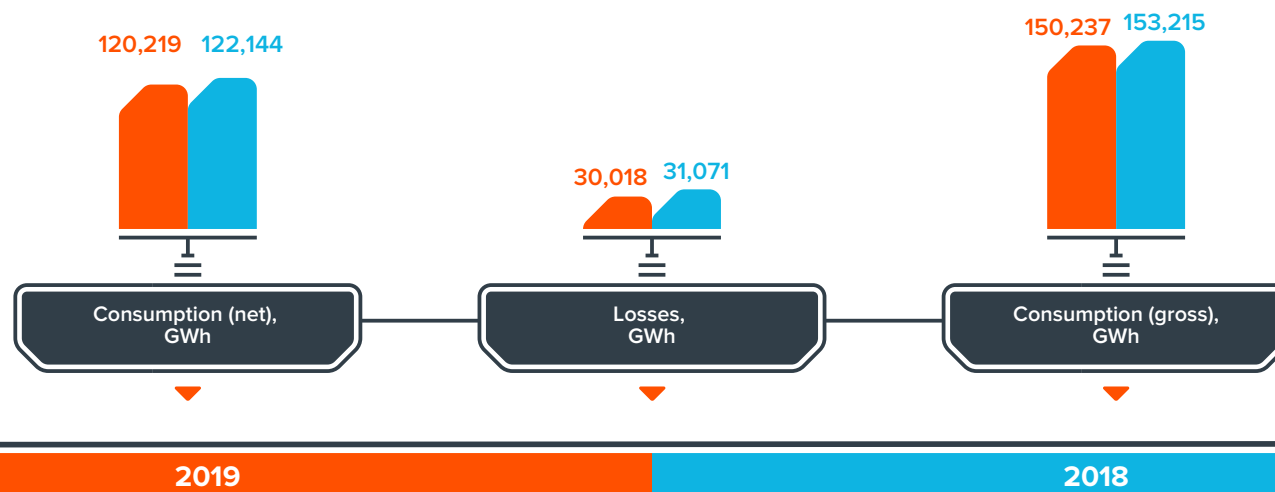 120,219 122,144
30,018 31,071
150,237 153,215
Consumption (net),
GWh
Losses,
GWh
Consumption (gross),
GWh
2019
2018